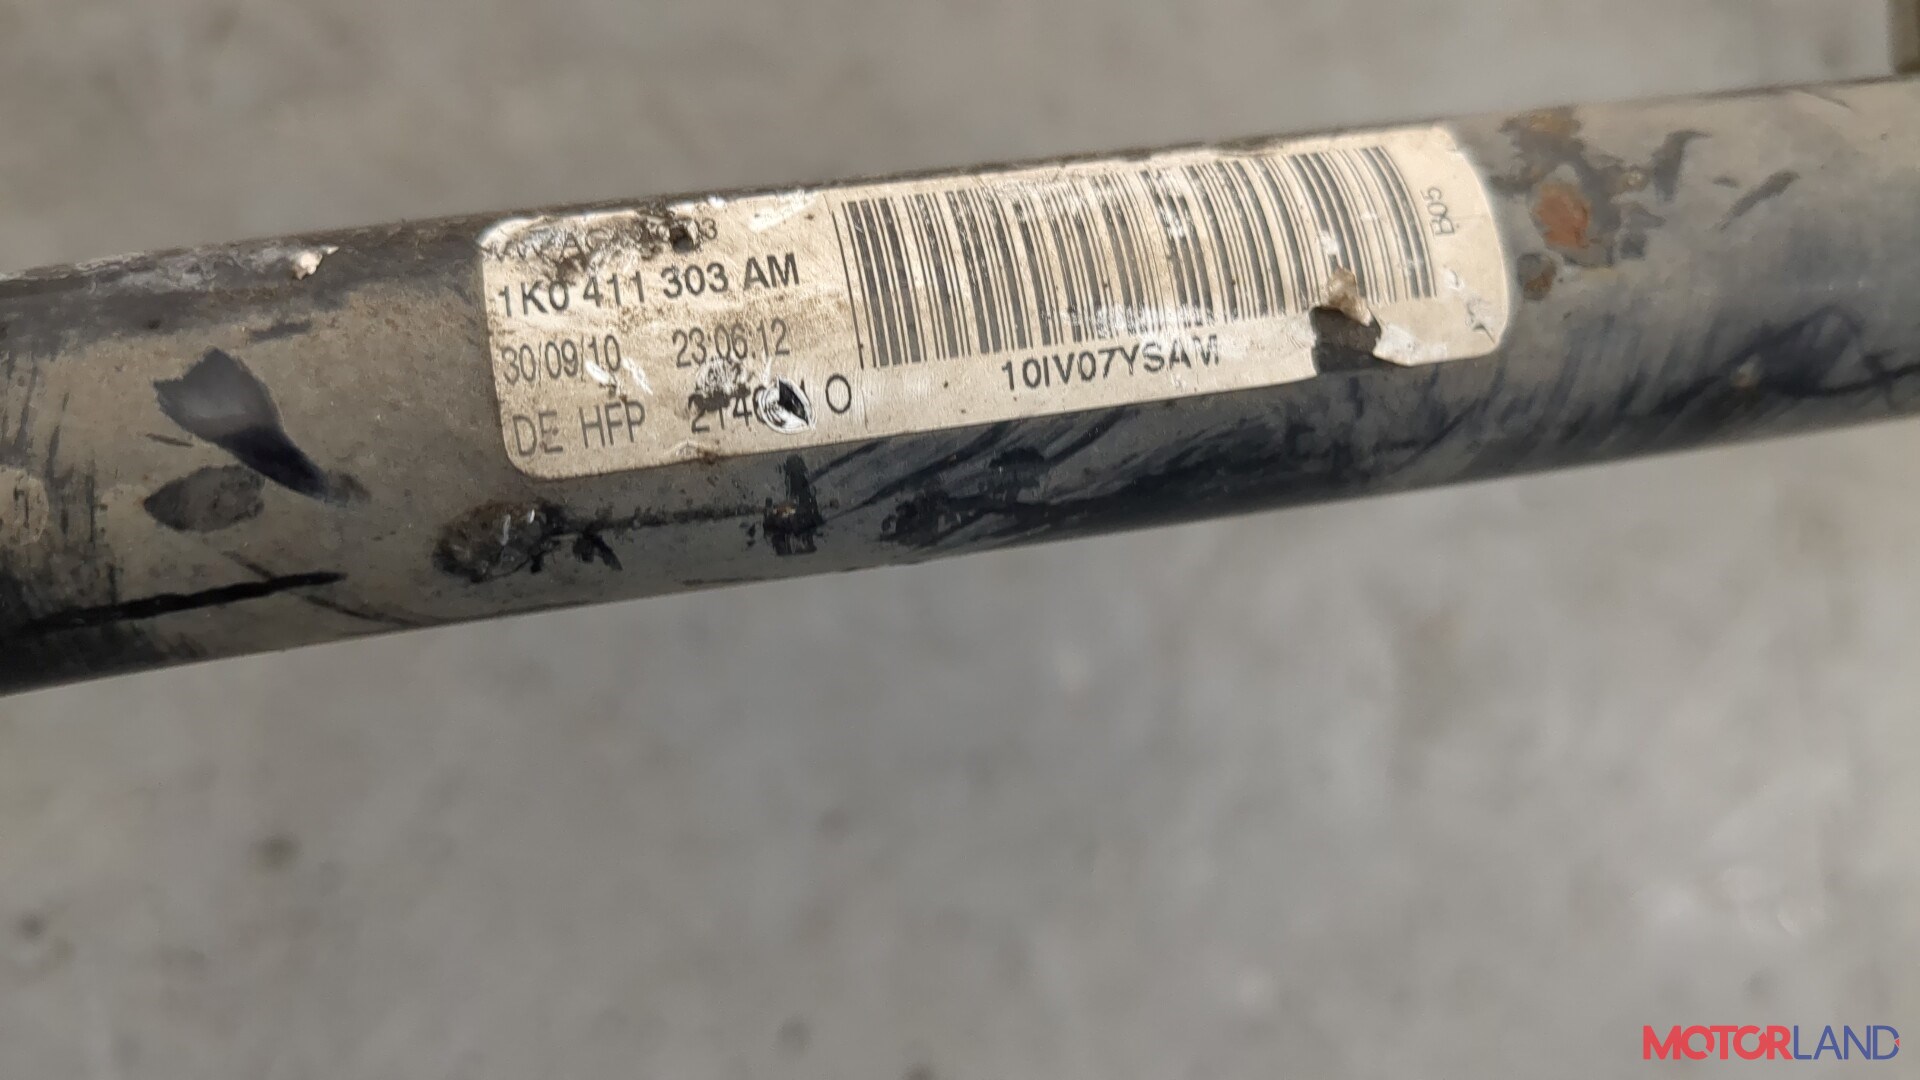 1K0 411 303 AM
30/09/10 23.06.12
DE HFP O
10IV07YSAM
B05
MOTORLAND